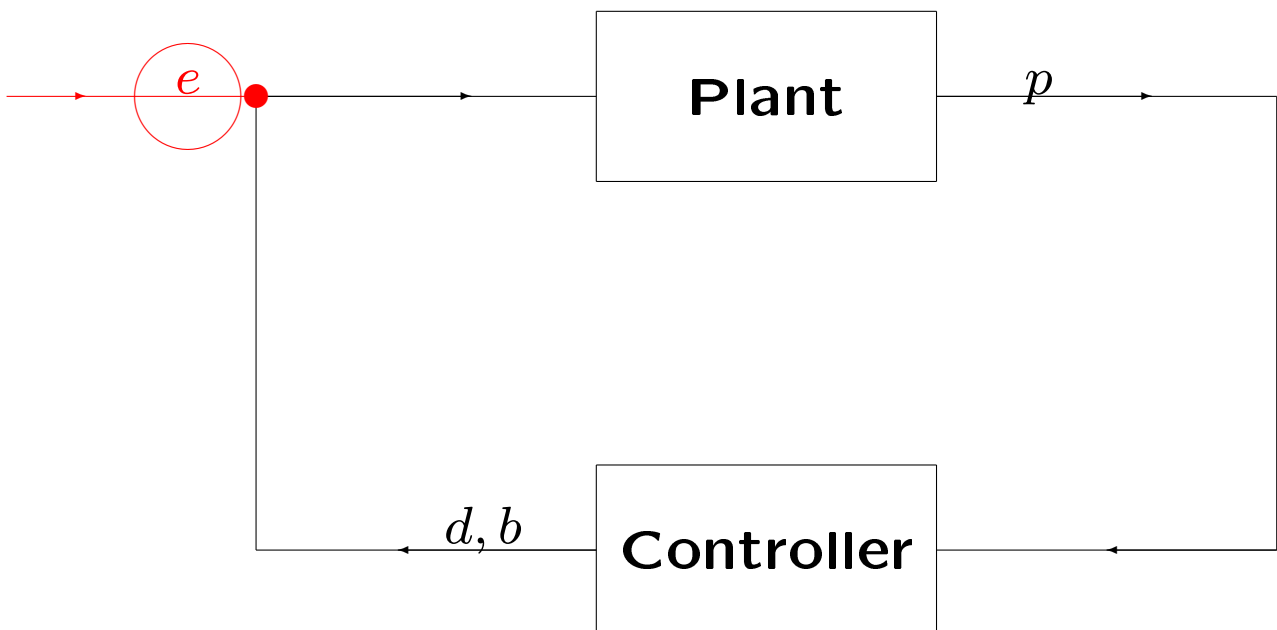 e
Plant
p
d, b
Controller